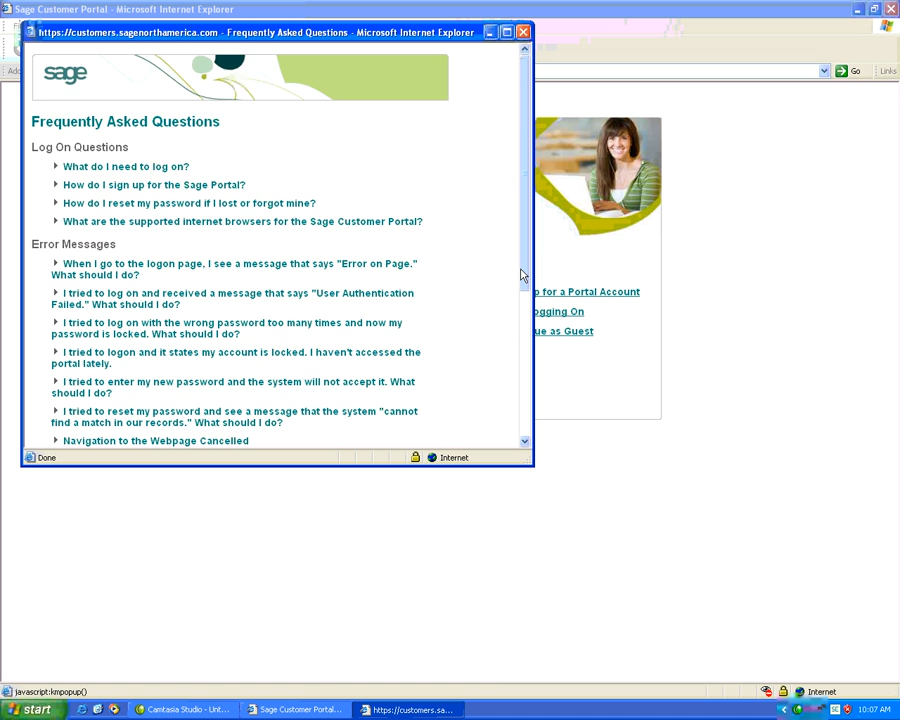 Sage Customer Portal - Microsoft Internet Explorer
https://customers.sagenorthamerica.com - Frequently Asked Questions - Microsoft Internet Explorer
Go
Links
sage
Frequently Asked Questions
Log On Questions
What do I need to log on?
How do I sign up for the Sage Portal?
How do I reset my password if I lost or forgot mine?
What are the supported internet browsers for the Sage Customer Portal?
Error Messages
When I go to the logon page, I see a message that says "Error on Page."
What should I do?
I tried to log on and received a message that says "User Authentication
Failed." What should I do?
I tried to log on with the wrong password too many times and now my
password is locked. What should I do?
I tried to logon and it states my account is locked. I haven't accessed the
portal lately.
I tried to enter my new password and the system will not accept it. What
should I do?
I tried to reset my password and see a message that the system "cannot
find a match in our records." What should I do?
Navigation to the Webpage Cancelled
p for a Portal Account
ogging On
ue as Guest
Done
Internet
javascript:kmpopup()
Internet
start
Camtasia Studio - Unt...
Sage Customer Portal...
https://customers.sa...
SE
10:07 AM